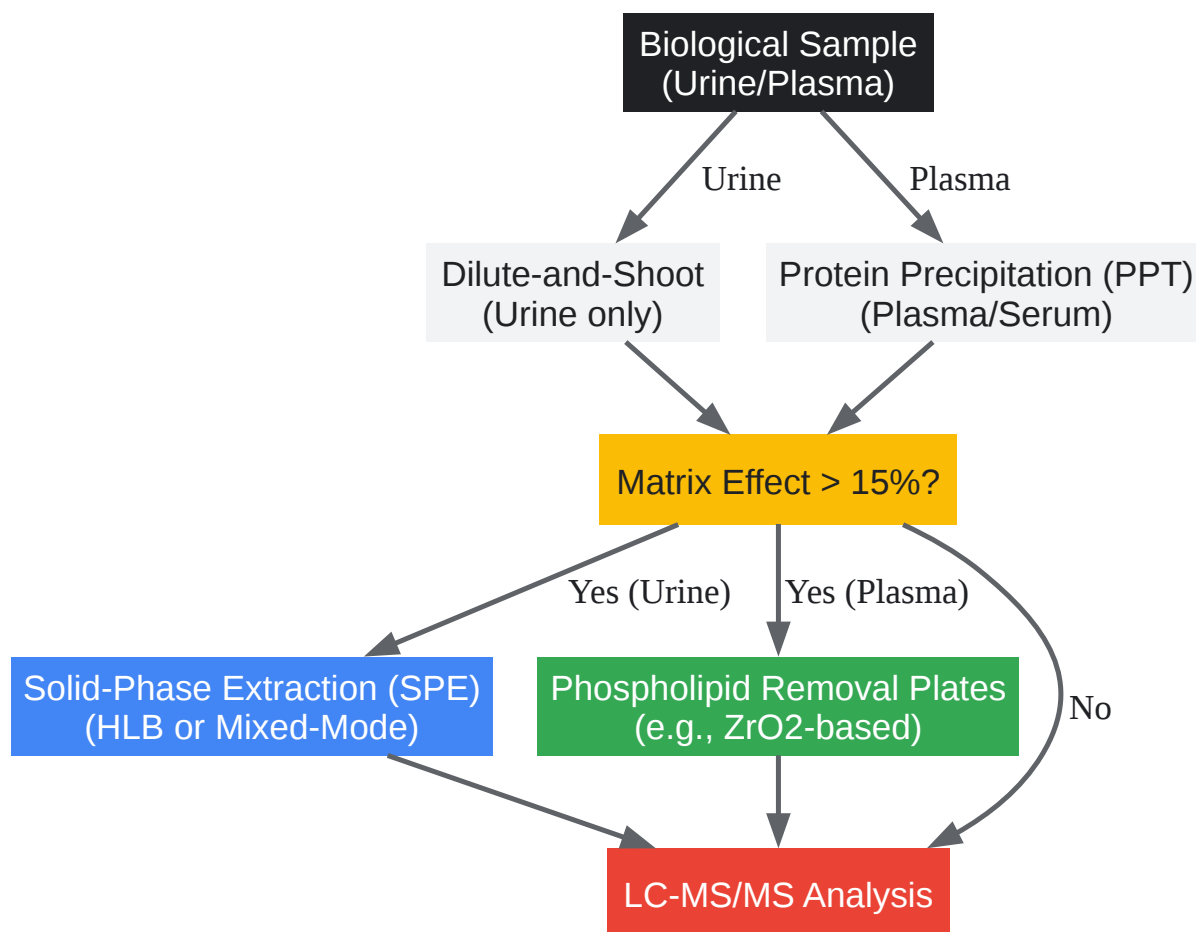 Biological Sample
(Urine/Plasma)
Urine
Plasma
Dilute-and-Shoot
(Urine only)
Protein Precipitation (PPT)
(Plasma/Serum)
Matrix Effect > 15%?
Yes (Urine)
Yes (Plasma)
No
Solid-Phase Extraction (SPE)
(HLB or Mixed-Mode)
Phospholipid Removal Plates
(e.g., ZrO2-based)
LC-MS/MS Analysis